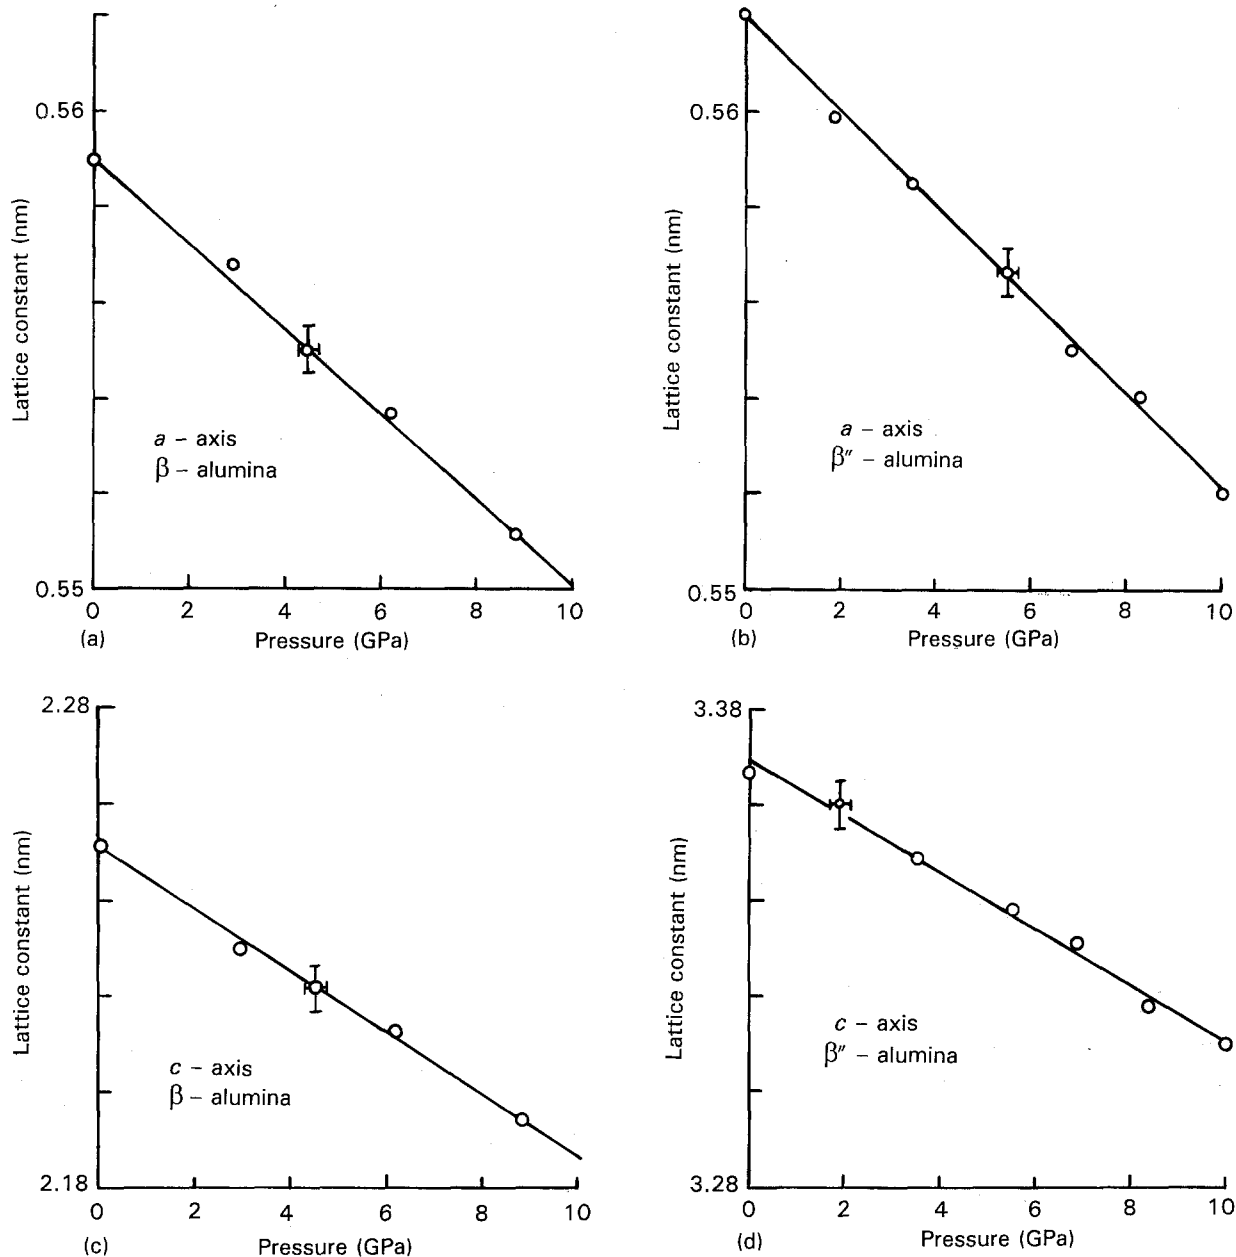 0.56
Lattice constant (nm)
a – axis
β – alumina
0.55
0 2 4 6 8 10
(a) Pressure (GPa)
0.56
Lattice constant (nm)
a – axis
β″ – alumina
0.55
0 2 4 6 8 10
(b) Pressure (GPa)
2.28
Lattice constant (nm)
c – axis
β – alumina
2.18
0 2 4 6 8 10
(c) Pressure (GPa)
3.38
Lattice constant (nm)
c – axis
β″ – alumina
3.28
0 2 4 6 8 10
(d) Pressure (GPa)